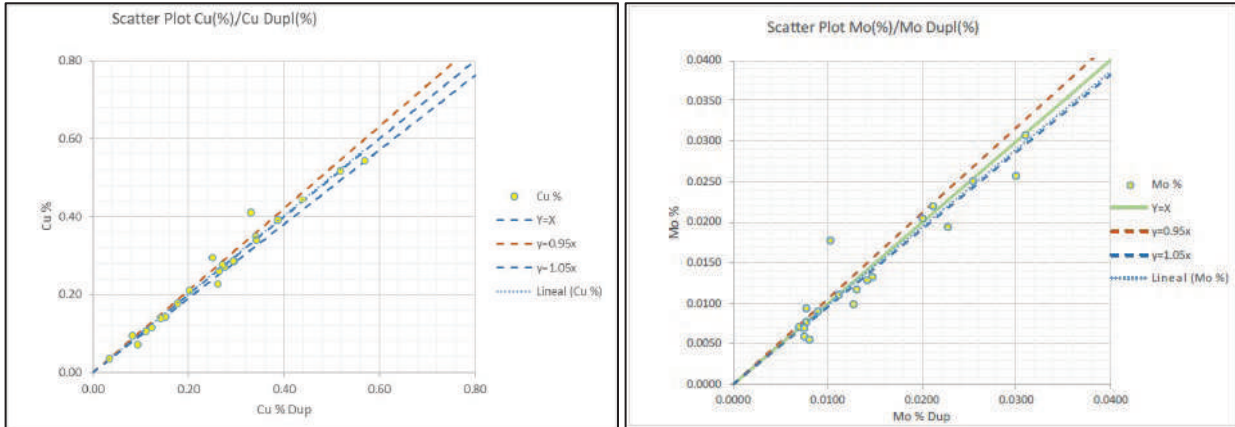 Scatter Plot Cu(%)/Cu Dupl(%)
0.80
0.60
0.40
0.20
0.00
Cu %
0.00 0.20 0.40 0.60 0.80
Cu % Dup
Cu %
Y=X
y=0.95x
y=1.05x
Lineal (Cu %)
Scatter Plot Mo(%)/Mo Dupl(%)
0.0400
0.0350
0.0300
0.0250
0.0200
0.0150
0.0100
0.0050
0.0000
Mo %
0.0000 0.0100 0.0200 0.0300 0.0400
Mo % Dup
Mo %
Y=X
y=0.95x
y=1.05x
Lineal (Mo %)